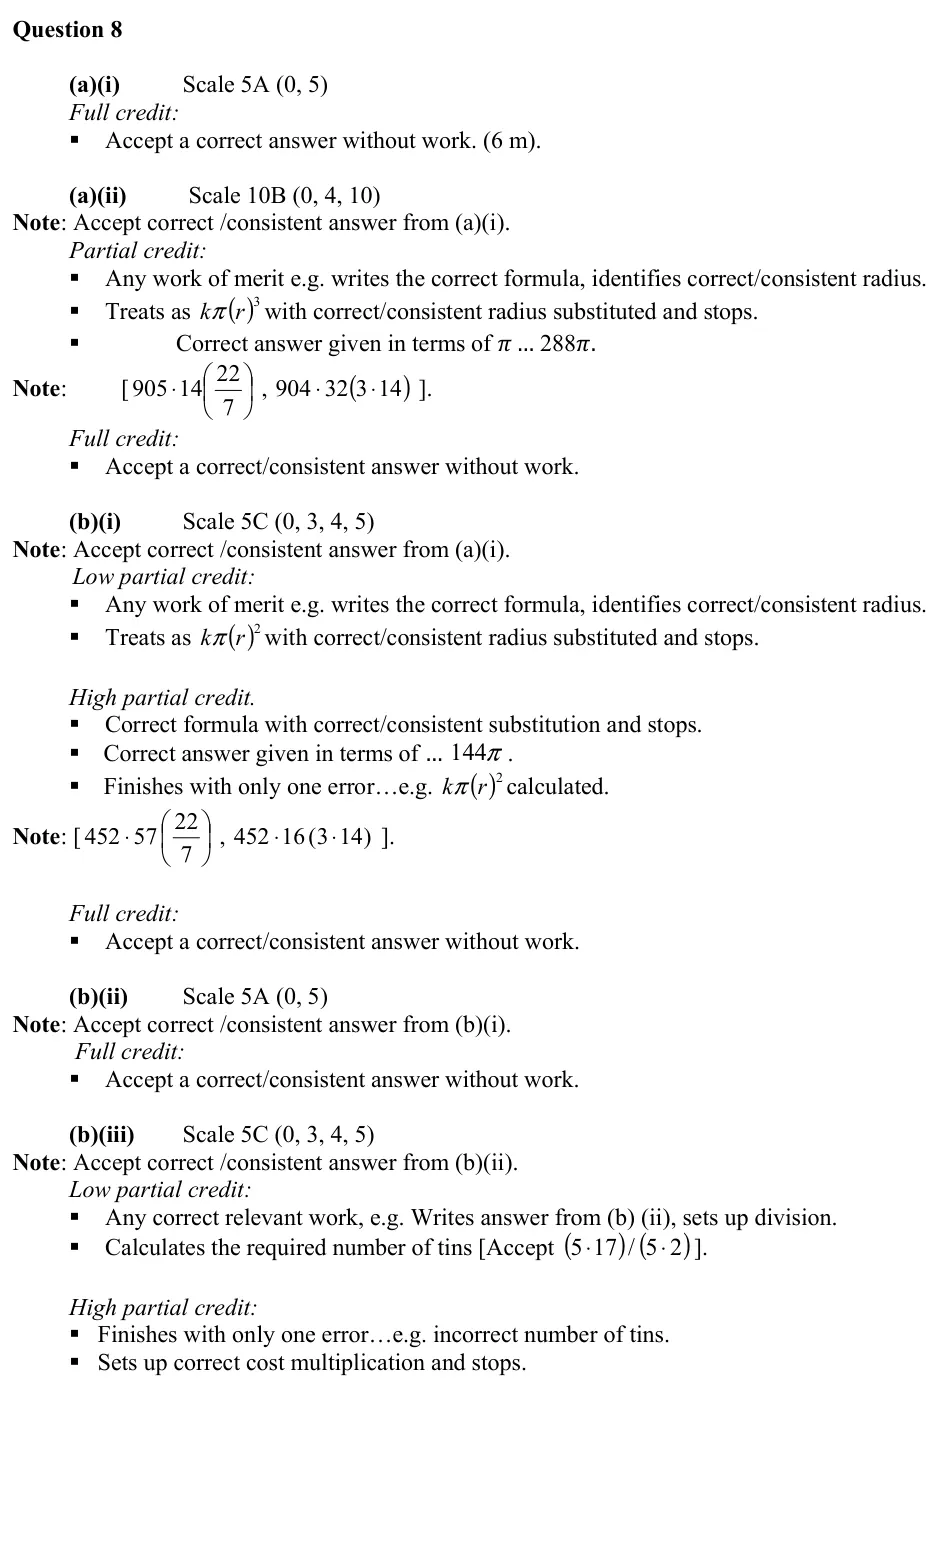 Question 8
(a)(i) Scale 5A (0, 5)
Full credit:
▪ Accept a correct answer without work. (6 m).
(a)(ii) Scale 10B (0, 4, 10)
Note: Accept correct /consistent answer from (a)(i).
Partial credit:
▪ Any work of merit e.g. writes the correct formula, identifies correct/consistent radius.
▪ Treats as kπ(r)³ with correct/consistent radius substituted and stops.
▪ Correct answer given in terms of π ... 288π.
Note: [ 905·14(22/7) , 904·32(3·14) ].
Full credit:
▪ Accept a correct/consistent answer without work.
(b)(i) Scale 5C (0, 3, 4, 5)
Note: Accept correct /consistent answer from (a)(i).
Low partial credit:
▪ Any work of merit e.g. writes the correct formula, identifies correct/consistent radius.
▪ Treats as kπ(r)² with correct/consistent radius substituted and stops.
High partial credit.
▪ Correct formula with correct/consistent substitution and stops.
▪ Correct answer given in terms of ... 144π .
▪ Finishes with only one error…e.g. kπ(r)² calculated.
Note: [ 452·57(22/7) , 452·16(3·14) ].
Full credit:
▪ Accept a correct/consistent answer without work.
(b)(ii) Scale 5A (0, 5)
Note: Accept correct /consistent answer from (b)(i).
Full credit:
▪ Accept a correct/consistent answer without work.
(b)(iii) Scale 5C (0, 3, 4, 5)
Note: Accept correct /consistent answer from (b)(ii).
Low partial credit:
▪ Any correct relevant work, e.g. Writes answer from (b) (ii), sets up division.
▪ Calculates the required number of tins [Accept (5·17)/(5·2)].
High partial credit:
▪ Finishes with only one error…e.g. incorrect number of tins.
▪ Sets up correct cost multiplication and stops.